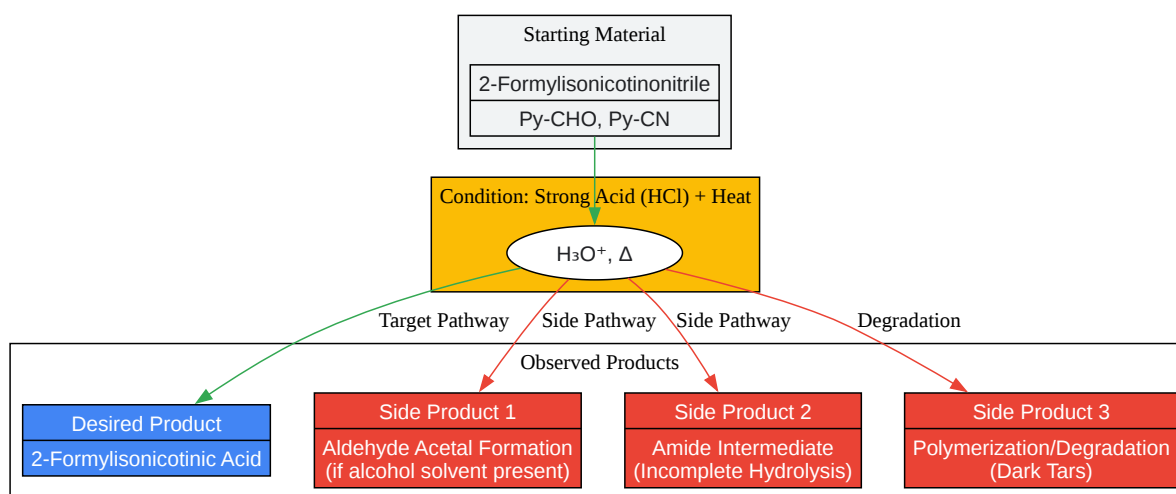 Starting Material
2-Formylisonicotinonitrile
Py-CHO, Py-CN
Condition: Strong Acid (HCl) + Heat
H₃O⁺, Δ
Target Pathway
Side Pathway
Side Pathway
Degradation
Observed Products
Desired Product
2-Formylisonicotinic Acid
Side Product 1
Aldehyde Acetal Formation
(if alcohol solvent present)
Side Product 2
Amide Intermediate
(Incomplete Hydrolysis)
Side Product 3
Polymerization/Degradation
(Dark Tars)